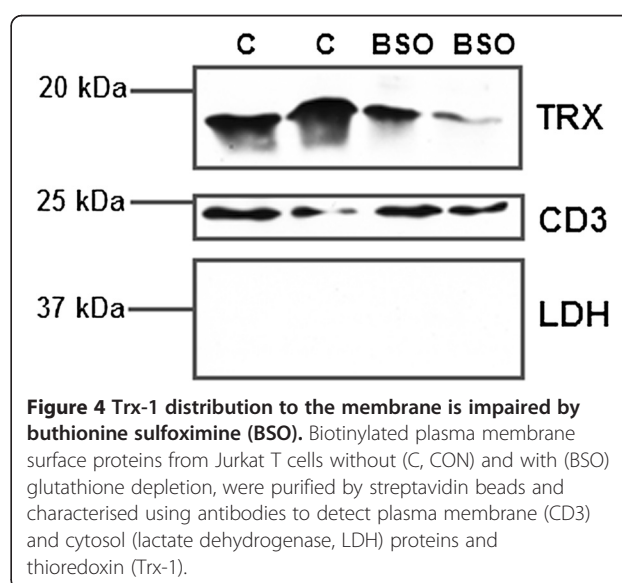 C C BSO BSO
20 kDa TRX
25 kDa CD3
37 kDa LDH
Figure 4 Trx-1 distribution to the membrane is impaired by
buthionine sulfoximine (BSO). Biotinylated plasma membrane
surface proteins from Jurkat T cells without (C, CON) and with (BSO)
glutathione depletion, were purified by streptavidin beads and
characterised using antibodies to detect plasma membrane (CD3)
and cytosol (lactate dehydrogenase, LDH) proteins and
thioredoxin (Trx-1).